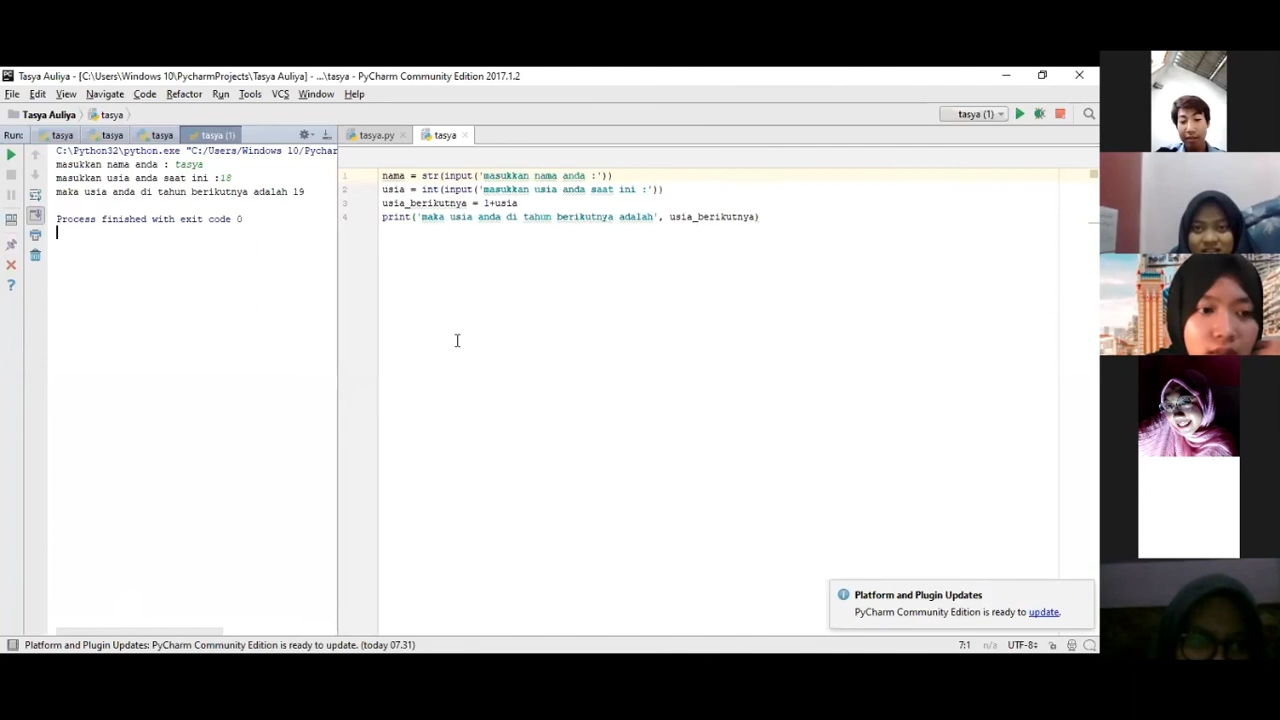 Tasya Auliya - [C:\Users\Windows 10\PycharmProjects\Tasya Auliya] - ...\tasya - PyCharm Community Edition 2017.1.2
File Edit View Navigate Code Refactor Run Tools VCS Window Help
Tasya Auliya tasya tasya (1)
Run: tasya tasya tasya tasya (1) tasya.py tasya
C:\Python32\python.exe "C:/Users/Windows 10/Pychar
masukkan nama anda : tasya
masukkan usia anda saat ini :18
maka usia anda di tahun berikutnya adalah 19
Process finished with exit code 0
1 nama = str(input('masukkan nama anda :'))
2 usia = int(input('masukkan usia anda saat ini :'))
3 usia_berikutnya = 1+usia
4 print('maka usia anda di tahun berikutnya adalah', usia_berikutnya)
Platform and Plugin Updates
PyCharm Community Edition is ready to update.
Platform and Plugin Updates: PyCharm Community Edition is ready to update. (today 07.31) 7:1 n/a UTF-8